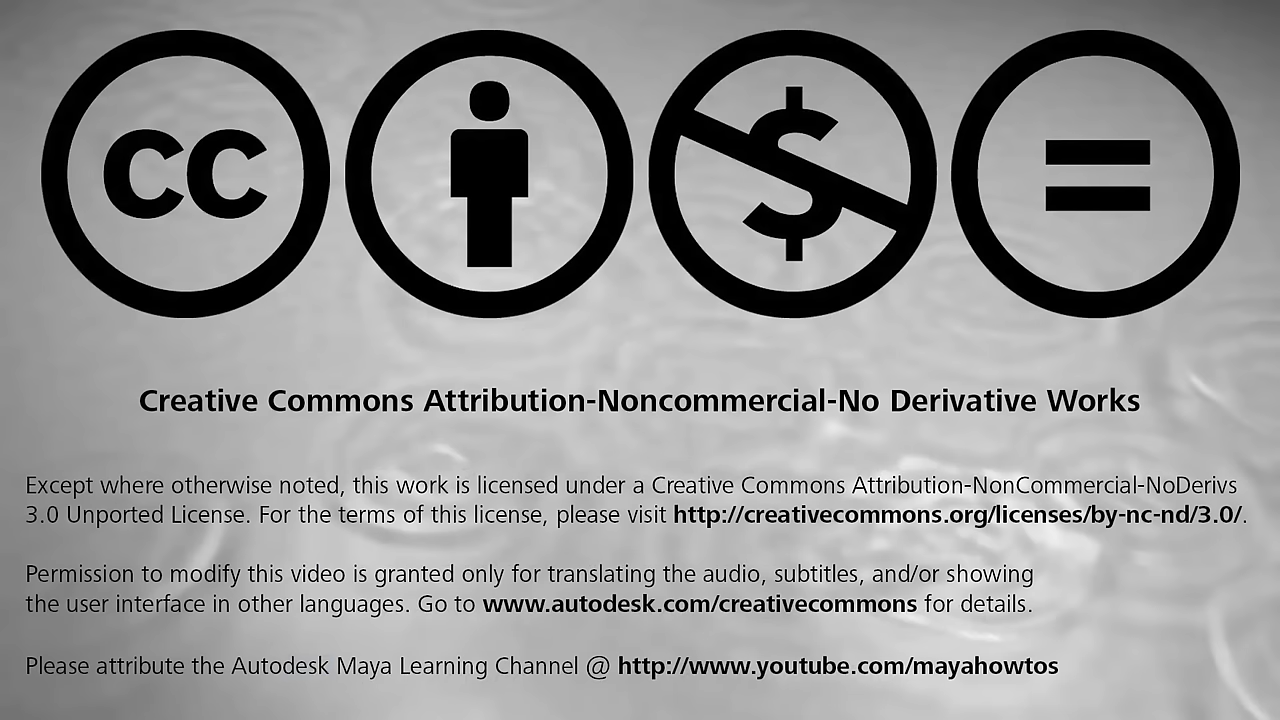 cc
$
=
Creative Commons Attribution-Noncommercial-No Derivative Works
Except where otherwise noted, this work is licensed under a Creative Commons Attribution-NonCommercial-NoDerivs
3.0 Unported License. For the terms of this license, please visit http://creativecommons.org/licenses/by-nc-nd/3.0/.
Permission to modify this video is granted only for translating the audio, subtitles, and/or showing
the user interface in other languages. Go to www.autodesk.com/creativecommons for details.
Please attribute the Autodesk Maya Learning Channel @ http://www.youtube.com/mayahowtos